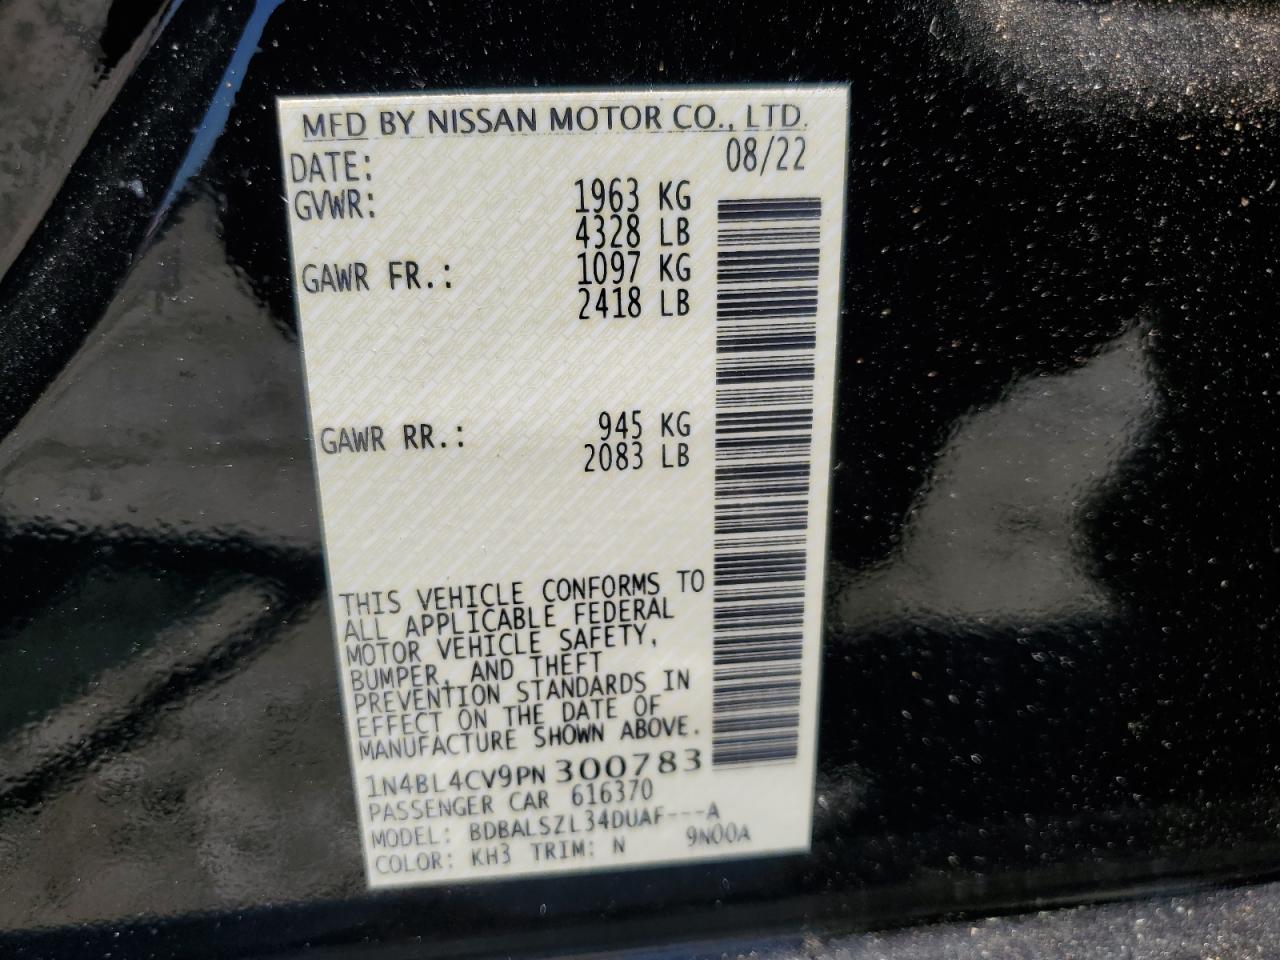 MFD BY NISSAN MOTOR CO., LTD.
DATE: 08/22
GVWR: 1963 KG
4328 LB
GAWR FR.: 1097 KG
2418 LB
GAWR RR.: 945 KG
2083 LB
THIS VEHICLE CONFORMS TO
ALL APPLICABLE FEDERAL
MOTOR VEHICLE SAFETY,
BUMPER, AND THEFT
PREVENTION STANDARDS IN
EFFECT ON THE DATE OF
MANUFACTURE SHOWN ABOVE.
1N4BL4CV9PN 300783
PASSENGER CAR 616370
MODEL: BDBALSZL34DUAF---A
COLOR: KH3 TRIM: N 9N00A